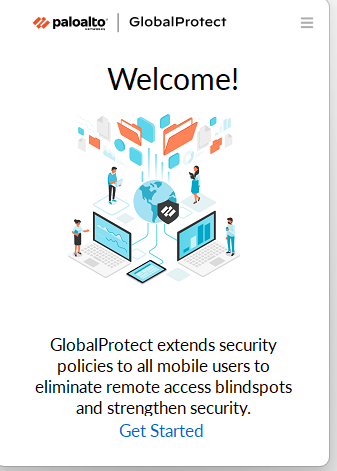 paloalto
NETWORKS
GlobalProtect
Welcome!
GlobalProtect extends security
policies to all mobile users to
eliminate remote access blindspots
and strengthen security.
Get Started